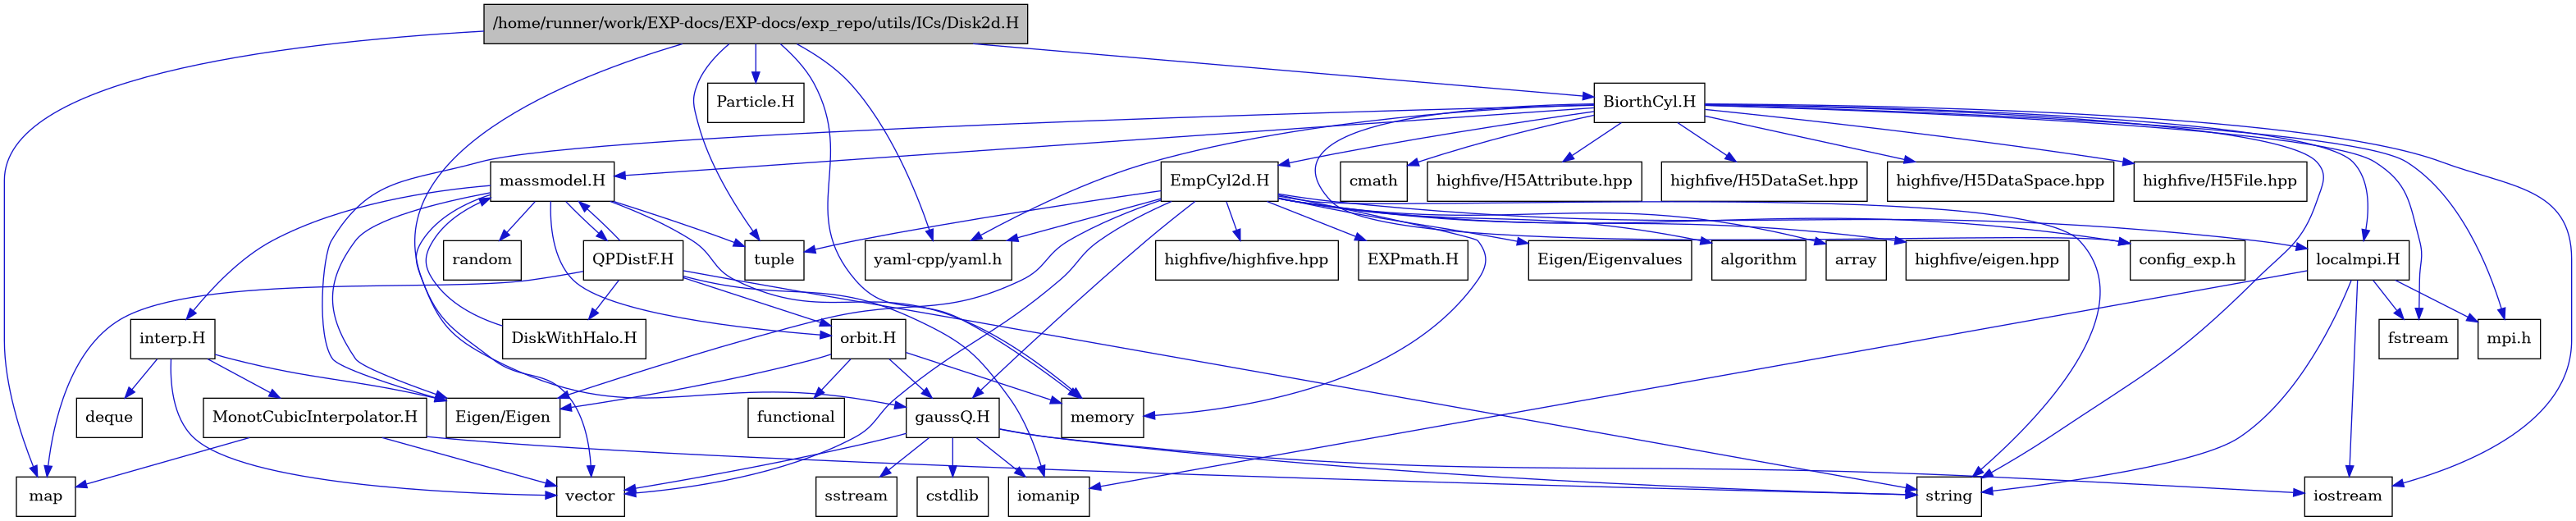 /home/runner/work/EXP-docs/EXP-docs/exp_repo/utils/ICs/Disk2d.H
Particle.H
BiorthCyl.H
massmodel.H
EmpCyl2d.H
cmath
highfive/H5Attribute.hpp
highfive/H5DataSet.hpp
highfive/H5DataSpace.hpp
highfive/H5File.hpp
random
QPDistF.H
tuple
yaml-cpp/yaml.h
highfive/highfive.hpp
EXPmath.H
Eigen/Eigenvalues
algorithm
array
highfive/eigen.hpp
config_exp.h
localmpi.H
interp.H
DiskWithHalo.H
orbit.H
fstream
mpi.h
deque
MonotCubicInterpolator.H
Eigen/Eigen
functional
gaussQ.H
memory
map
vector
sstream
cstdlib
iomanip
string
iostream